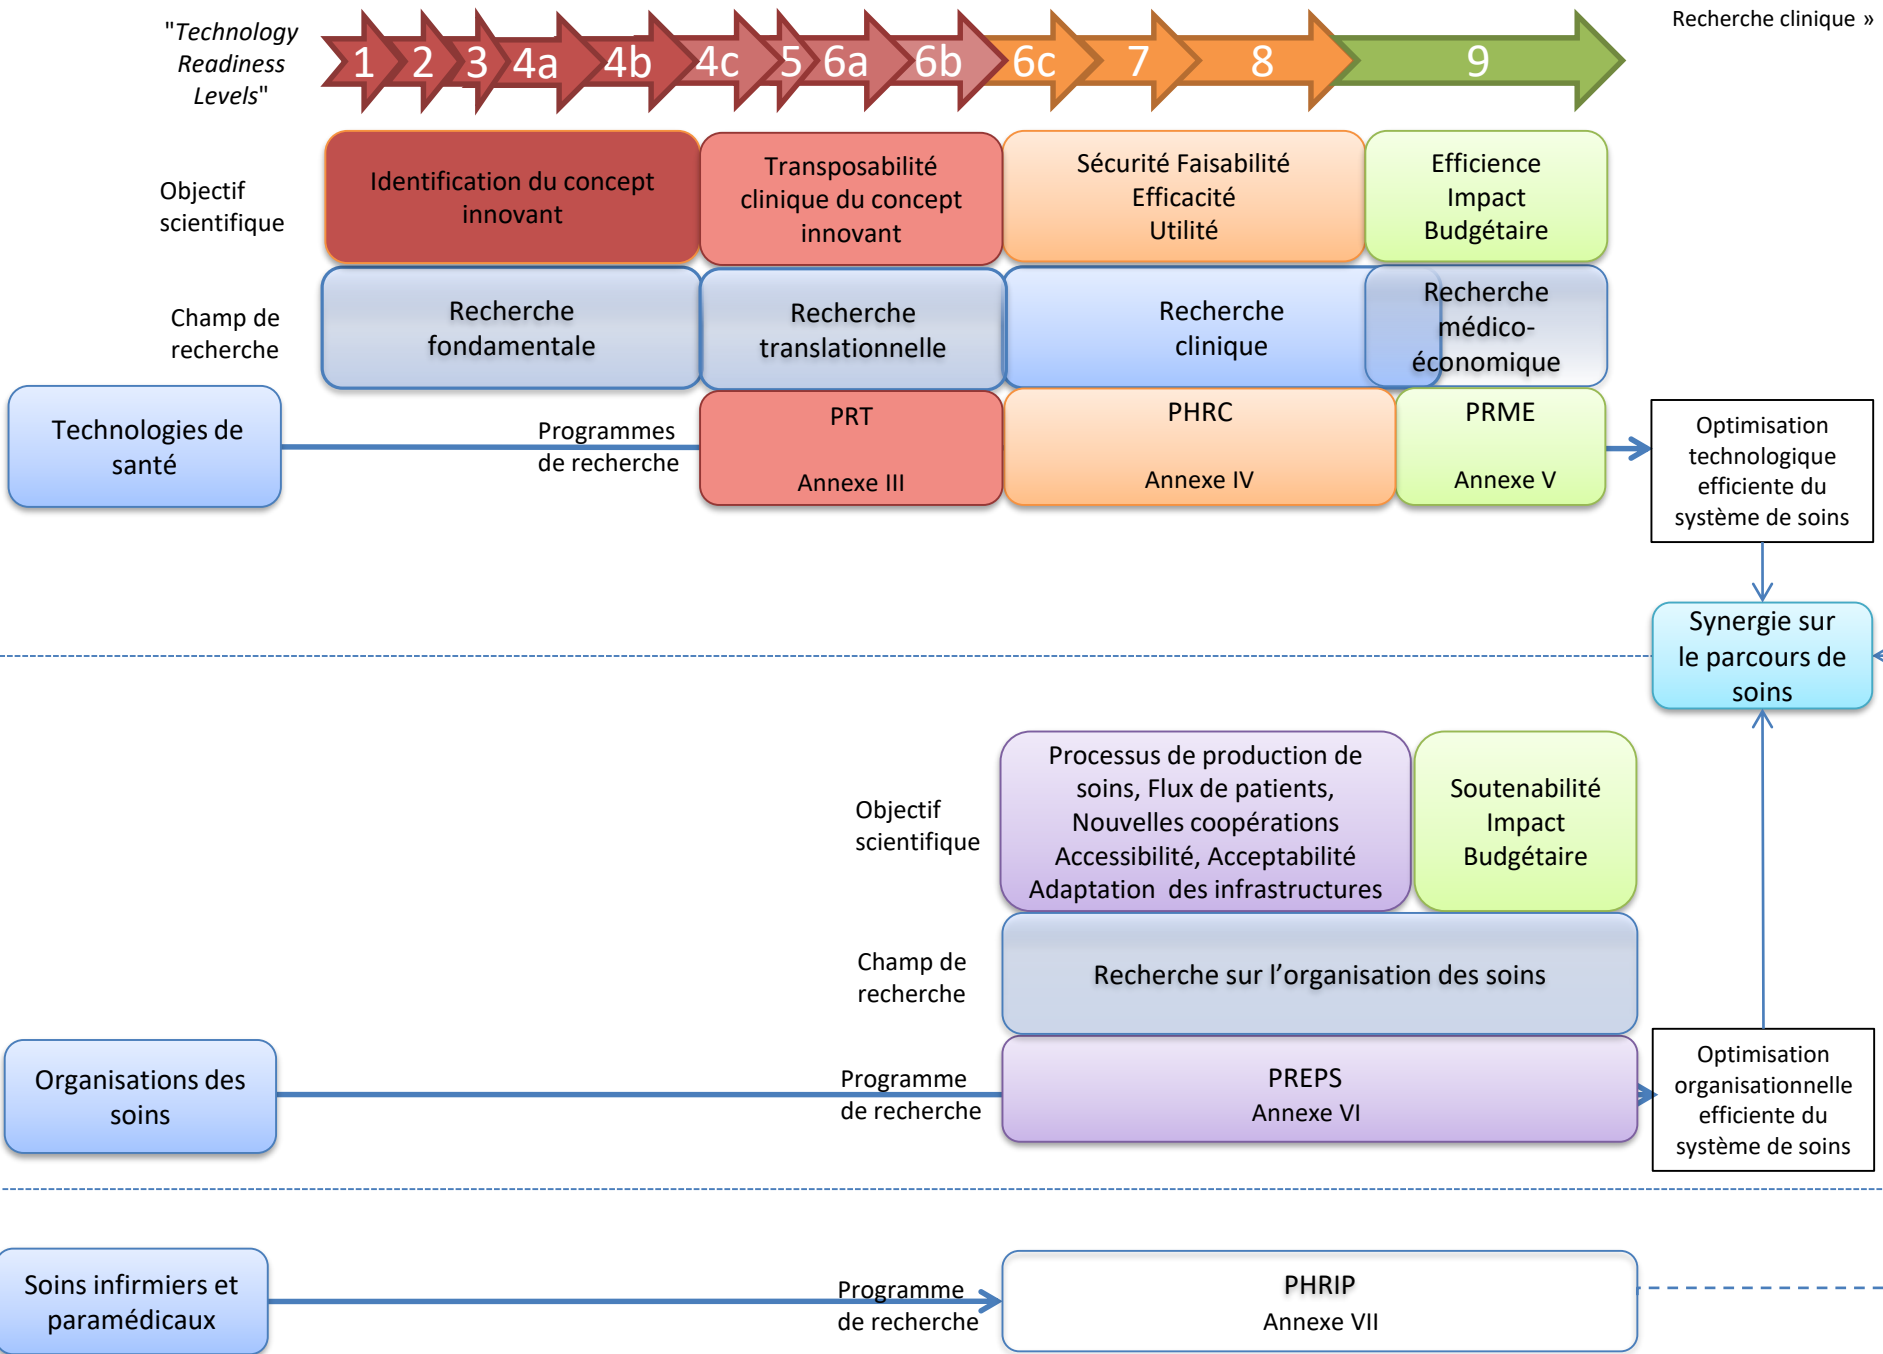 Recherche clinique »
"Technology
Readiness
Levels"
1 2 3 4a 4b 4c 5 6a 6b 6c 7 8 9
Objectif
scientifique
Identification du concept
innovant
Transposabilité
clinique du concept
innovant
Sécurité Faisabilité
Efficacité
Utilité
Efficience
Impact
Budgétaire
Champ de
recherche
Recherche
fondamentale
Recherche
translationnelle
Recherche
clinique
Recherche
médico-
économique
Technologies de
santé
Programmes
de recherche
PRT
Annexe III
PHRC
Annexe IV
PRME
Annexe V
Optimisation
technologique
efficiente du
système de soins
Synergie sur
le parcours de
soins
Objectif
scientifique
Processus de production de
soins, Flux de patients,
Nouvelles coopérations
Accessibilité, Acceptabilité
Adaptation des infrastructures
Soutenabilité
Impact
Budgétaire
Champ de
recherche
Recherche sur l'organisation des soins
Organisations des
soins
Programme
de recherche
PREPS
Annexe VI
Optimisation
organisationnelle
efficiente du
système de soins
Soins infirmiers et
paramédicaux
Programme
de recherche
PHRIP
Annexe VII